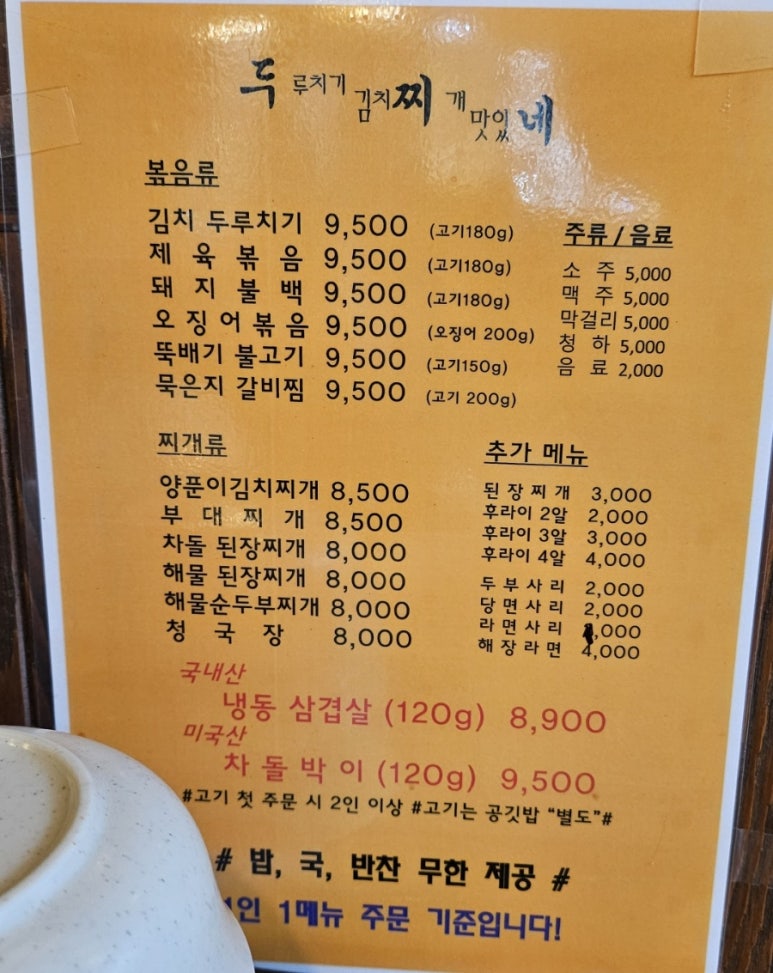 두루치기 김치찌개 맛있네
볶음류
김치 두루치기 9,500 (고기180g)
제 육 볶 음 9,500 (고기180g)
돼 지 불 백 9,500 (고기180g)
오 징 어 볶 음 9,500 (오징어 200g)
뚝배기 불고기 9,500 (고기150g)
묵은지 갈비찜 9,500 (고기 200g)
주류 / 음료
소 주 5,000
맥 주 5,000
막걸리 5,000
청 하 5,000
음 료 2,000
찌개류
양푼이김치찌개 8,500
부 대 찌 개 8,500
차돌 된장찌개 8,000
해물 된장찌개 8,000
해물순두부찌개 8,000
청 국 장 8,000
추가 메뉴
된 장 찌 개 3,000
후라이 2알 2,000
후라이 3알 3,000
후라이 4알 4,000
두 부 사 리 2,000
당 면 사 리 2,000
라 면 사 리 ,000
해 장 라 면 4,000
국내산
냉동 삼겹살 (120g) 8,900
미국산
차 돌 박 이 (120g) 9,500
#고기 첫 주문 시 2인 이상 #고기는 공깃밥 "별도"#
# 밥, 국, 반찬 무한 제공 #
1인 1메뉴 주문 기준입니다!